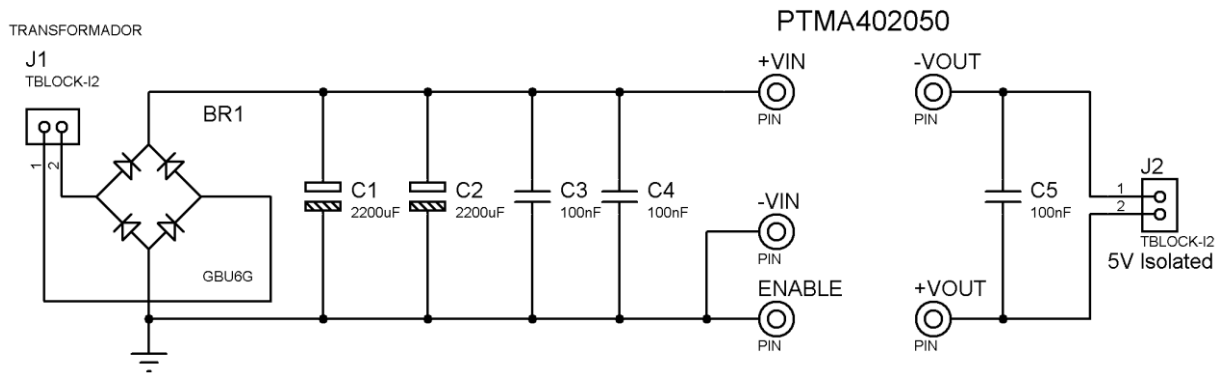 PTMA402050
TRANSFORMADOR
J1
TBLOCK-I2
1
2
BR1
GBU6G
C1
2200uF
C2
2200uF
C3
100nF
C4
100nF
+VIN
PIN
-VIN
PIN
ENABLE
PIN
-VOUT
PIN
+VOUT
PIN
C5
100nF
J2
1
2
TBLOCK-I2
5V Isolated